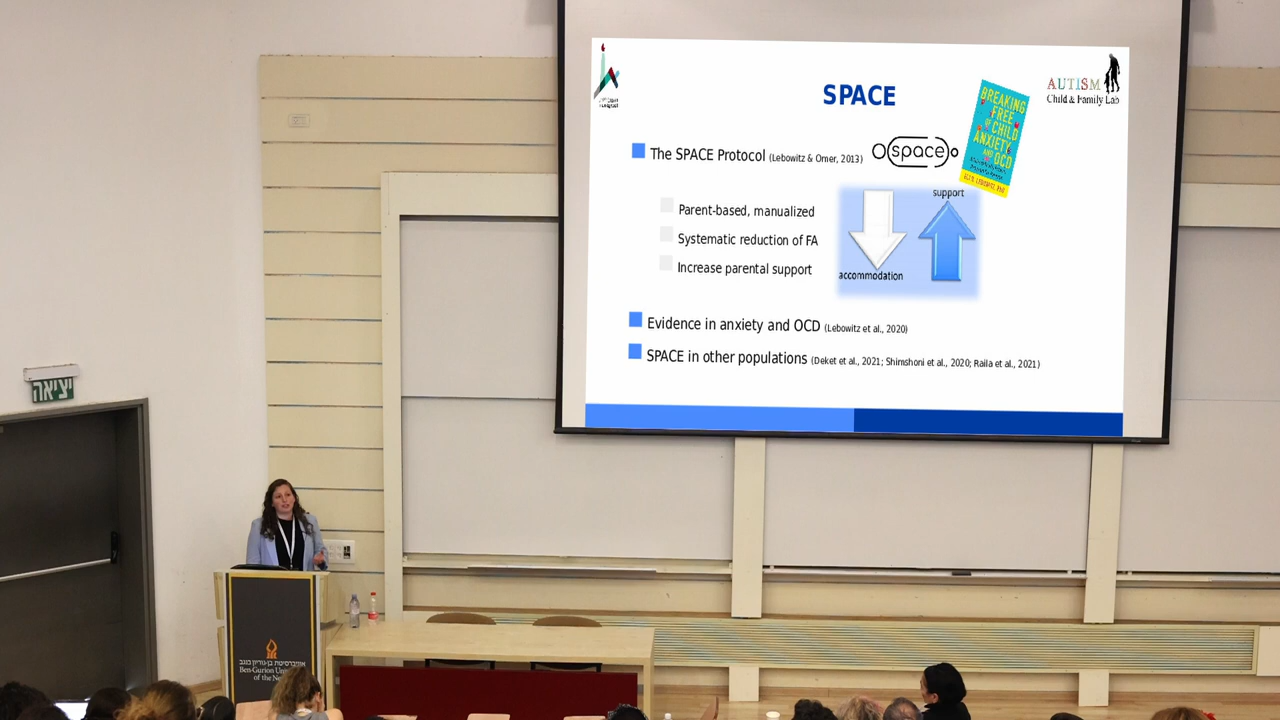 SPACE
AUTISM
Child & Family Lab
BREAKING
FREE
OF CHILD
ANXIETY
AND OCD
The SPACE Protocol (Lebowitz & Omer, 2013)
space
Parent-based, manualized
Systematic reduction of FA
Increase parental support
support
accommodation
Evidence in anxiety and OCD (Lebowitz et al., 2020)
SPACE in other populations (Deket et al., 2021; Shimshoni et al., 2020; Raila et al., 2021)
יציאה
אוניברסיטת בן-גוריון בנגב
Ben-Gurion
of the